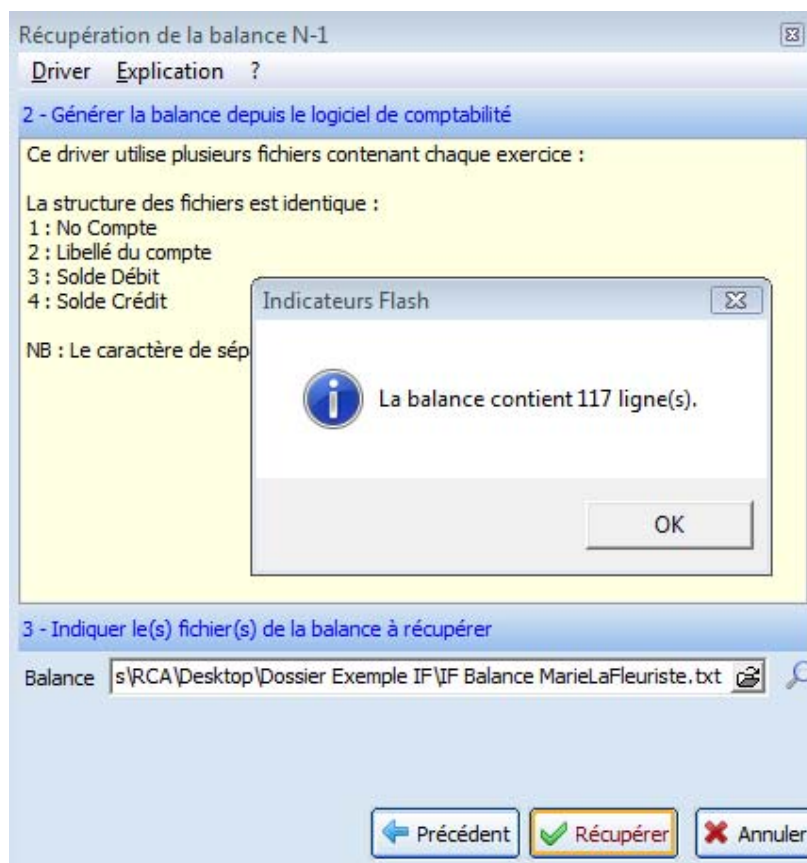 Récupération de la balance N-1
Driver Explication ?
2 - Générer la balance depuis le logiciel de comptabilité
Ce driver utilise plusieurs fichiers contenant chaque exercice :
La structure des fichiers est identique :
1 : No Compte
2 : Libellé du compte
3 : Solde Débit
4 : Solde Crédit
NB : Le caractère de sép
Indicateurs Flash
La balance contient 117 ligne(s).
OK
3 - Indiquer le(s) fichier(s) de la balance à récupérer
Balance s\RCA\Desktop\Dossier Exemple IF\IF Balance MarieLaFleuriste.txt
Précédent Récupérer Annuler